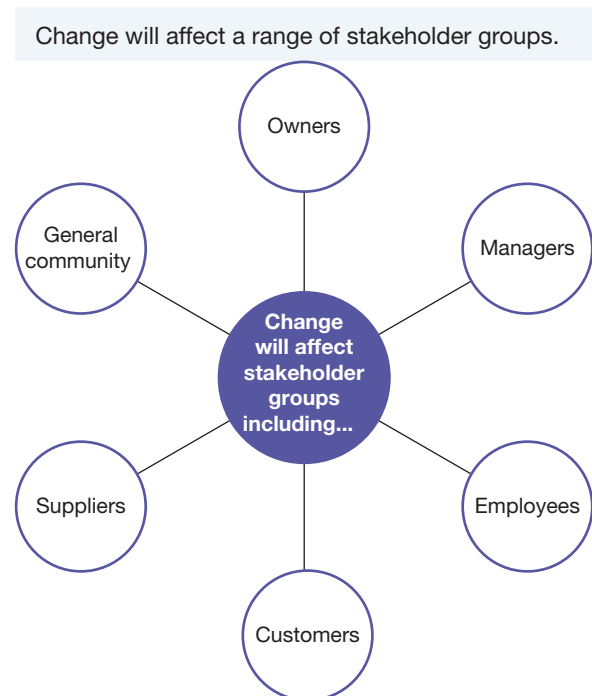 Change will affect a range of stakeholder groups.
Owners
General
community
Managers
Change
will affect
stakeholder
groups
including...
Suppliers
Employees
Customers